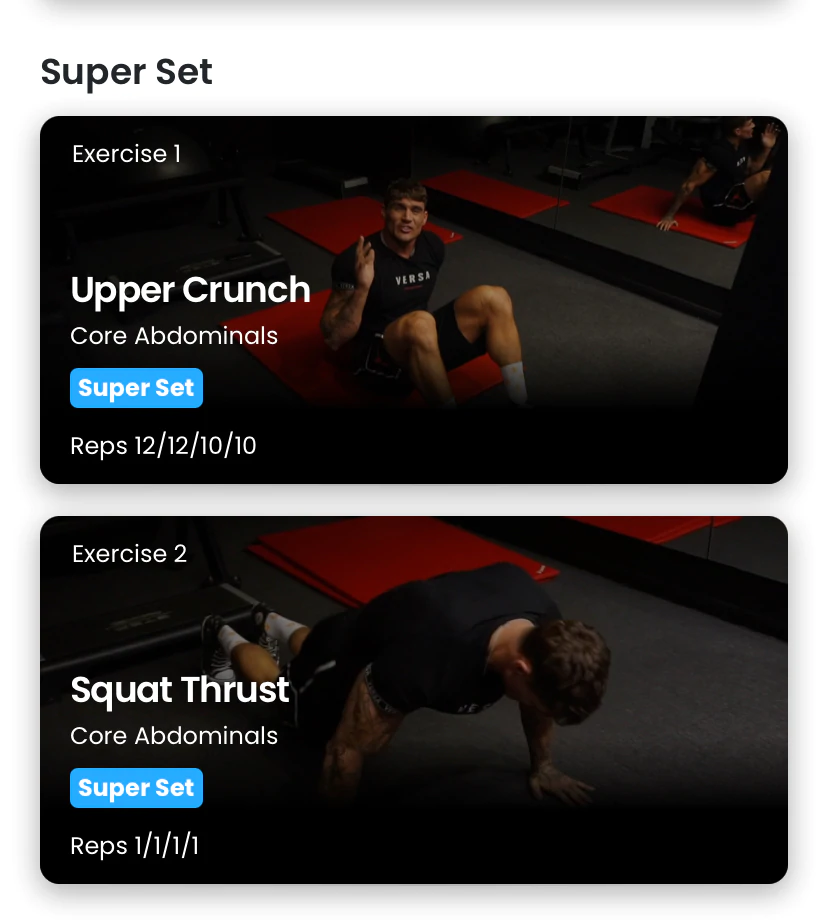 Super Set
Exercise 1
VERSA
Upper Crunch
Core Abdominals
Super Set
Reps 12/12/10/10
Exercise 2
Squat Thrust
Core Abdominals
Super Set
Reps 1/1/1/1